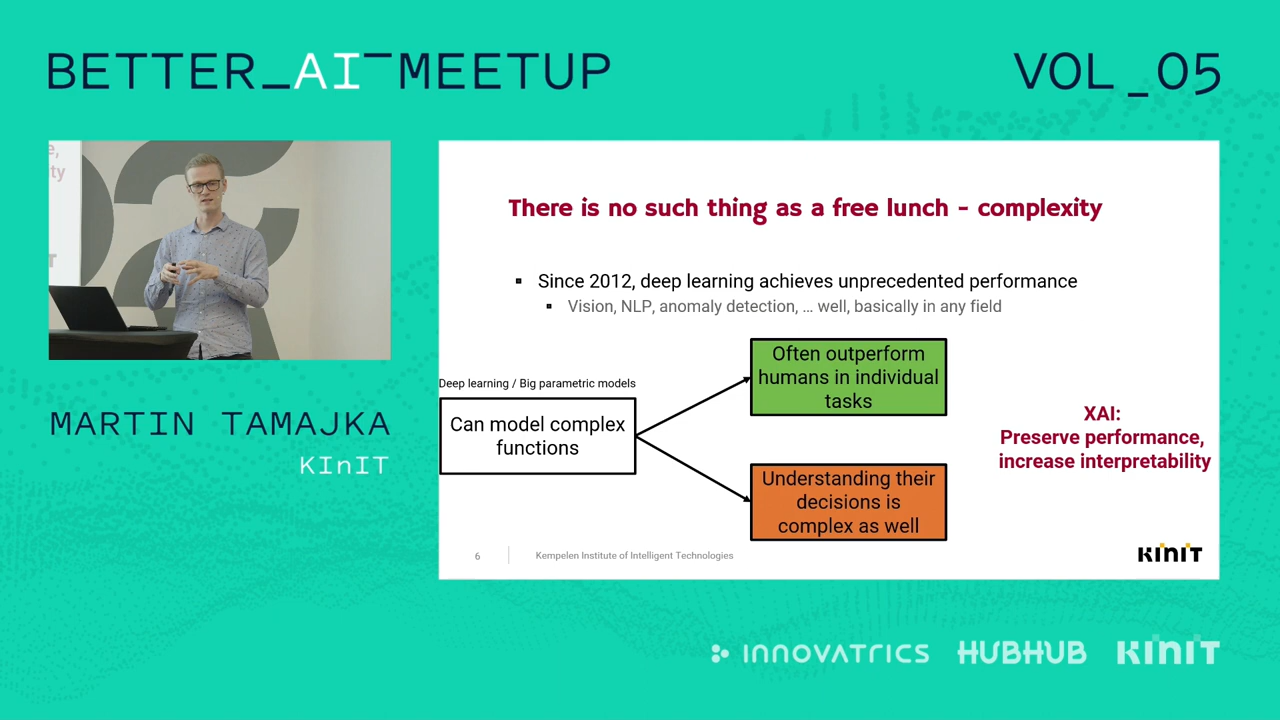 BETTER_AI¯MEETUP
VOL_05
e,
ty
MARTIN TAMAJKA
KInIT
There is no such thing as a free lunch - complexity
▪ Since 2012, deep learning achieves unprecedented performance
▪ Vision, NLP, anomaly detection, ... well, basically in any field
Deep learning / Big parametric models
Can model complex
functions
Often outperform
humans in individual
tasks
Understanding their
decisions is
complex as well
XAI:
Preserve performance,
increase interpretability
6
Kempelen Institute of Intelligent Technologies
KINIT
INNOVATRICS
HUBHUB
KINIT